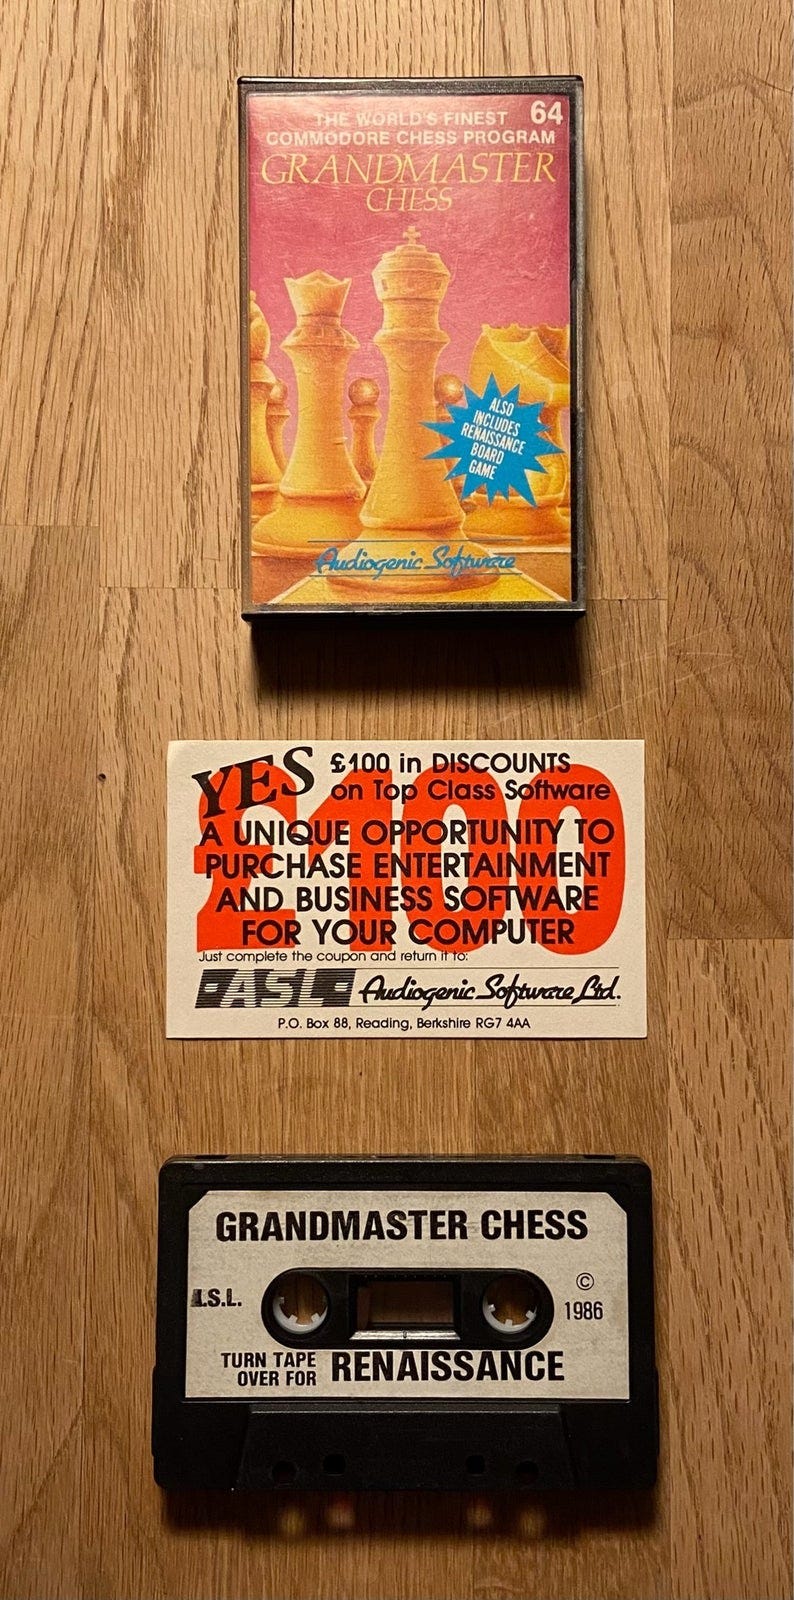 THE WORLD'S FINEST 64
COMMODORE CHESS PROGRAM
GRANDMASTER
CHESS
ALSO
INCLUDES
RENAISSANCE
BOARD
GAME
Audiogenic Software
YES £100 in DISCOUNTS
on Top Class Software
£100
A UNIQUE OPPORTUNITY TO
PURCHASE ENTERTAINMENT
AND BUSINESS SOFTWARE
FOR YOUR COMPUTER
Just complete the coupon and return it to:
ASL Audiogenic Software Ltd.
P.O. Box 88, Reading, Berkshire RG7 4AA
GRANDMASTER CHESS
A.S.L.
©
1986
TURN TAPE
OVER FOR
RENAISSANCE